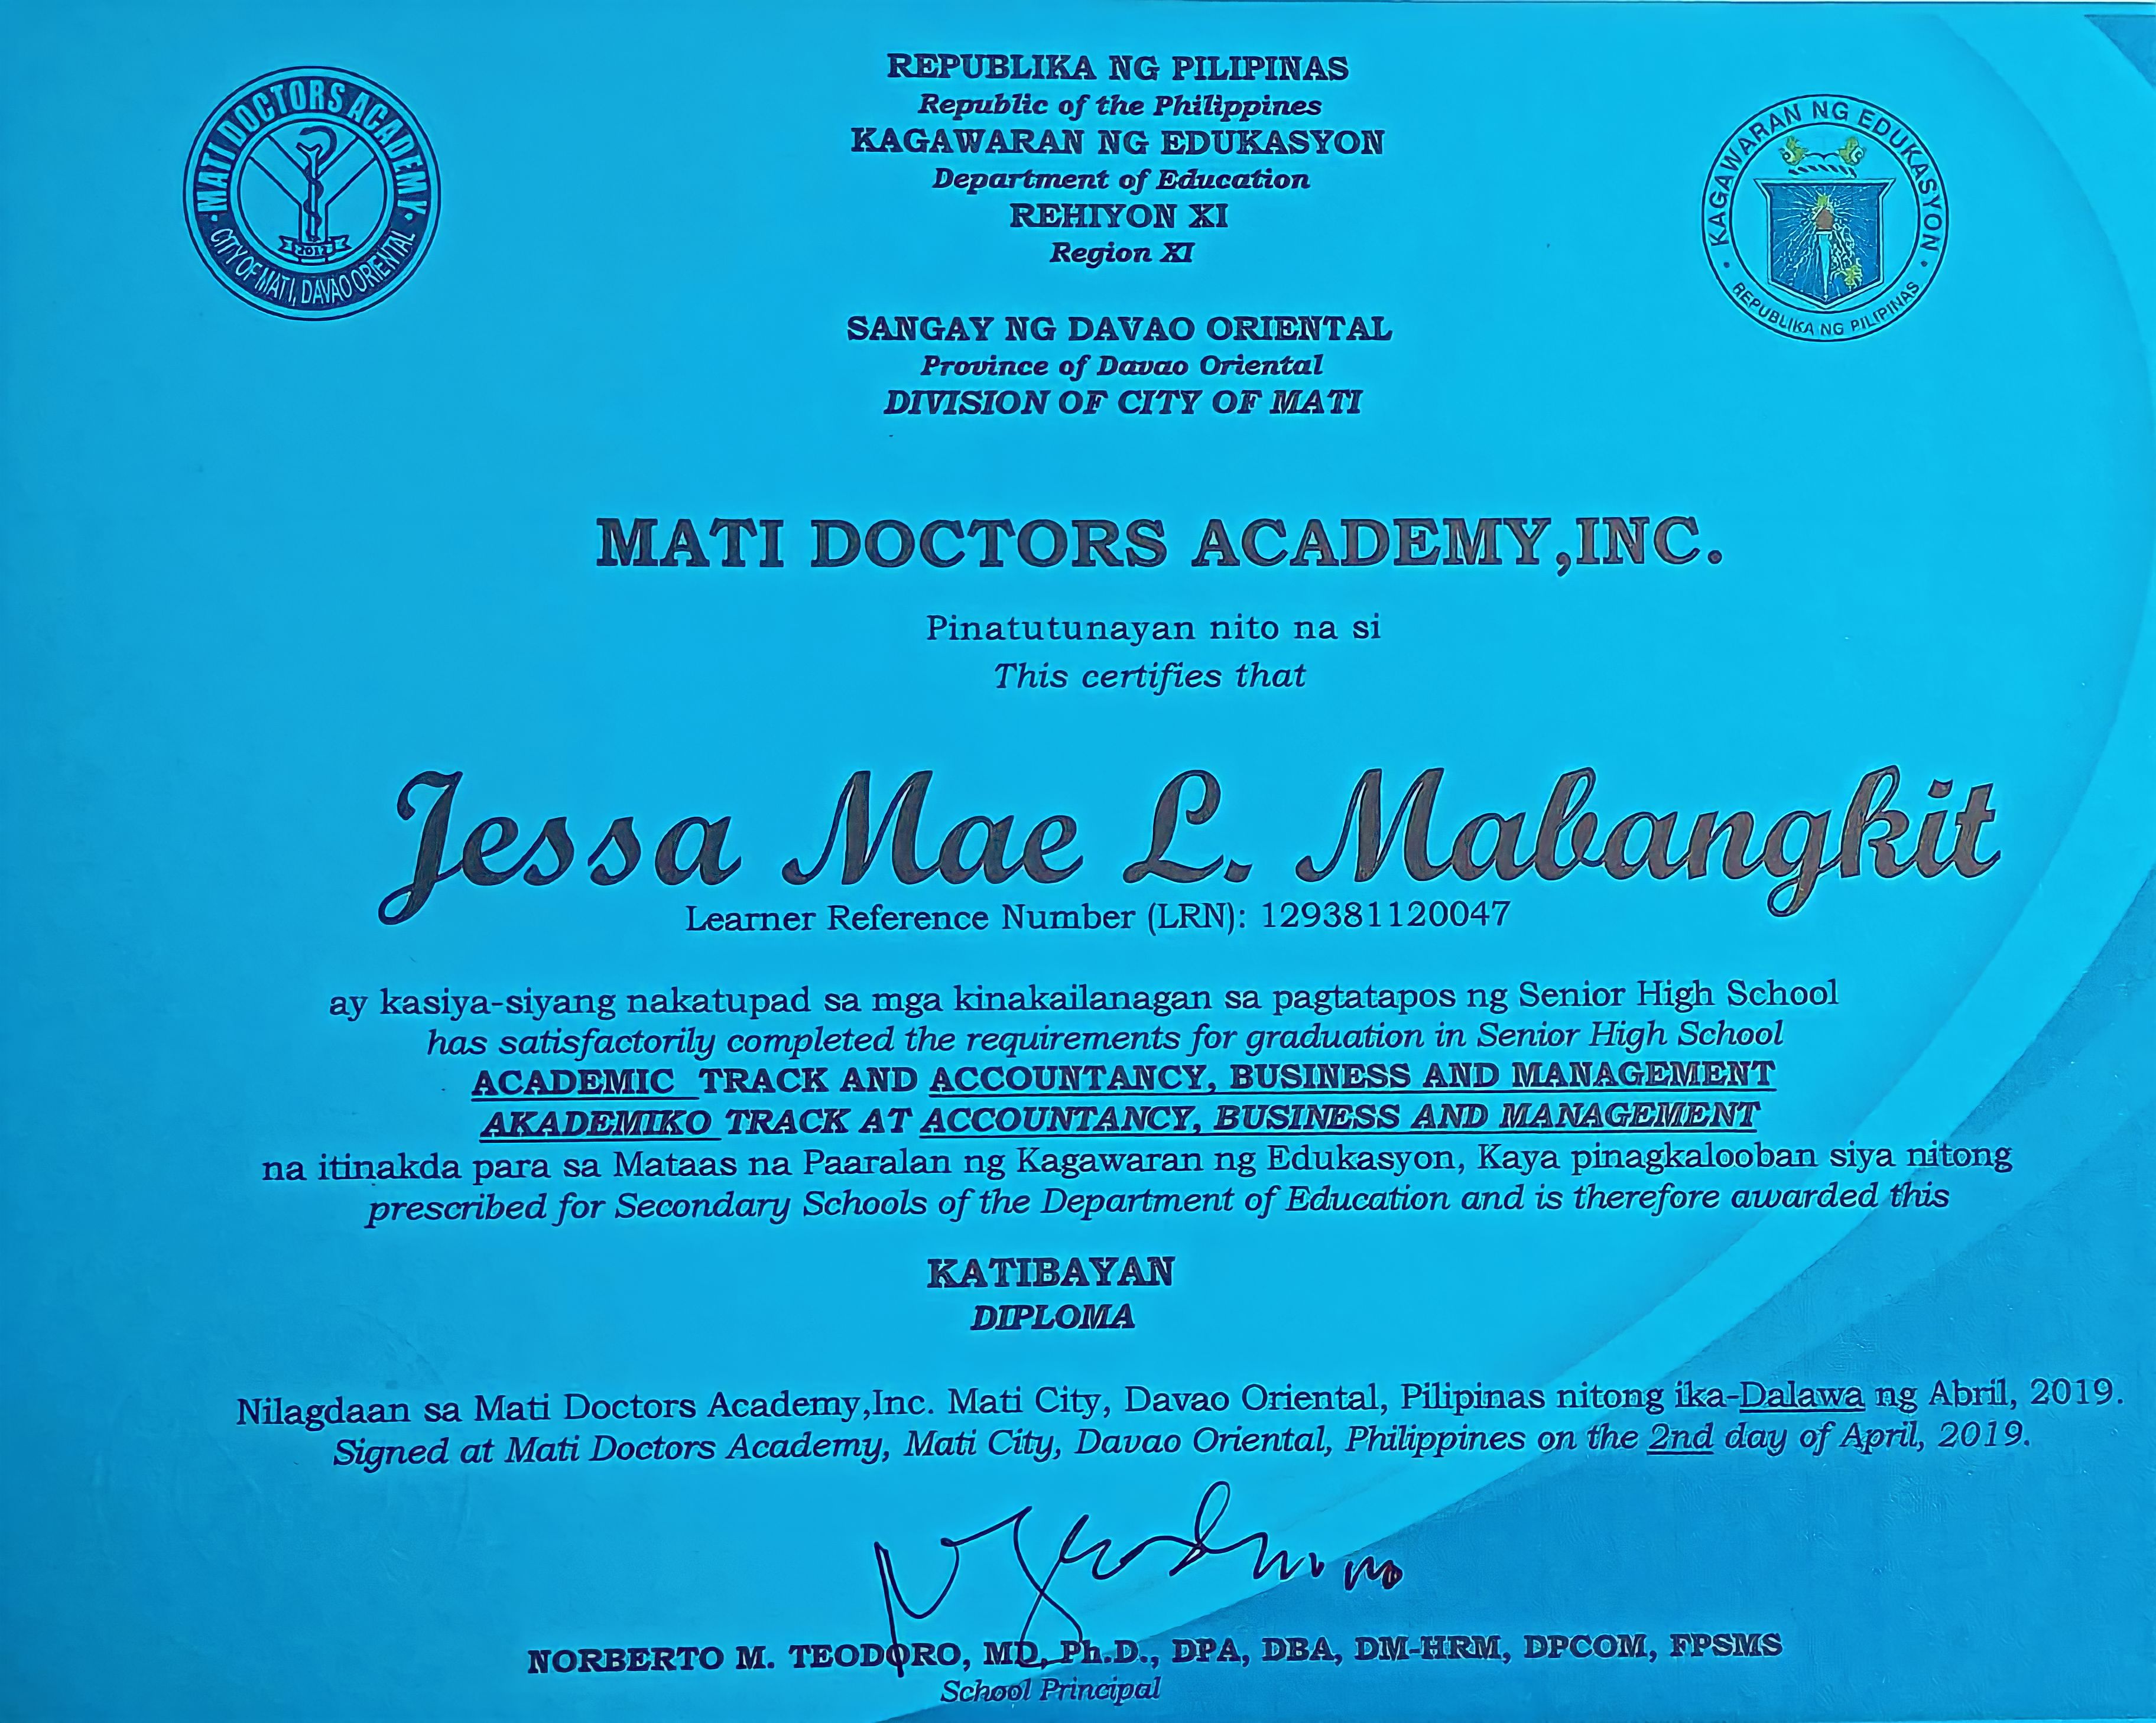 MATI DOCTORS ACADEMY
2017
CITY OF MATI, DAVAO ORIENTAL
REPUBLIKA NG PILIPINAS
Republic of the Philippines
KAGAWARAN NG EDUKASYON
Department of Education
REHIYON XI
Region XI
KAGAWARAN NG EDUKASYON
REPUBLIKA NG PILIPINAS
SANGAY NG DAVAO ORIENTAL
Province of Davao Oriental
DIVISION OF CITY OF MATI
MATI DOCTORS ACADEMY,INC.
Pinatutunayan nito na si
This certifies that
Jessa Mae L. Mabangkit
Learner Reference Number (LRN): 129381120047
ay kasiya-siyang nakatupad sa mga kinakailanagan sa pagtatapos ng Senior High School
has satisfactorily completed the requirements for graduation in Senior High School
ACADEMIC TRACK AND ACCOUNTANCY, BUSINESS AND MANAGEMENT
AKADEMIKO TRACK AT ACCOUNTANCY, BUSINESS AND MANAGEMENT
na itinakda para sa Mataas na Paaralan ng Kagawaran ng Edukasyon, Kaya pinagkalooban siya nitong
prescribed for Secondary Schools of the Department of Education and is therefore awarded this
KATIBAYAN
DIPLOMA
Nilagdaan sa Mati Doctors Academy,Inc. Mati City, Davao Oriental, Pilipinas nitong ika-Dalawa ng Abril, 2019.
Signed at Mati Doctors Academy, Mati City, Davao Oriental, Philippines on the 2nd day of April, 2019.
NORBERTO M. TEODORO, MD, Ph.D., DPA, DBA, DM-HRM, DPCOM, FPSMS
School Principal